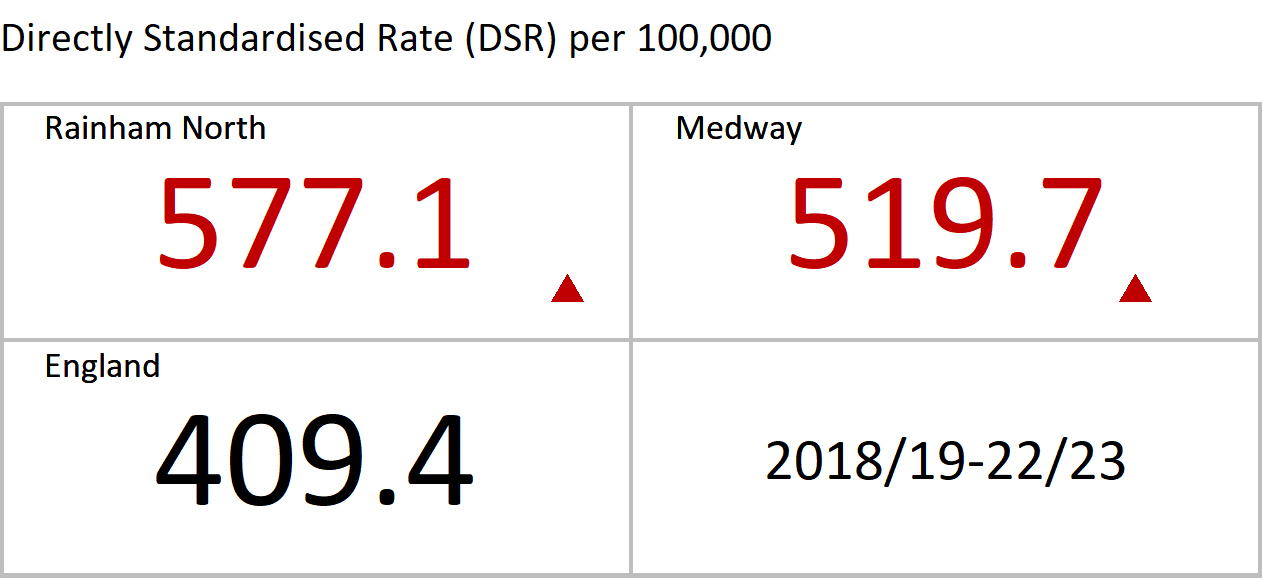 Directly Standardised Rate (DSR) per 100,000
Rainham North
577.1
Medway
519.7
England
409.4
2018/19-22/23